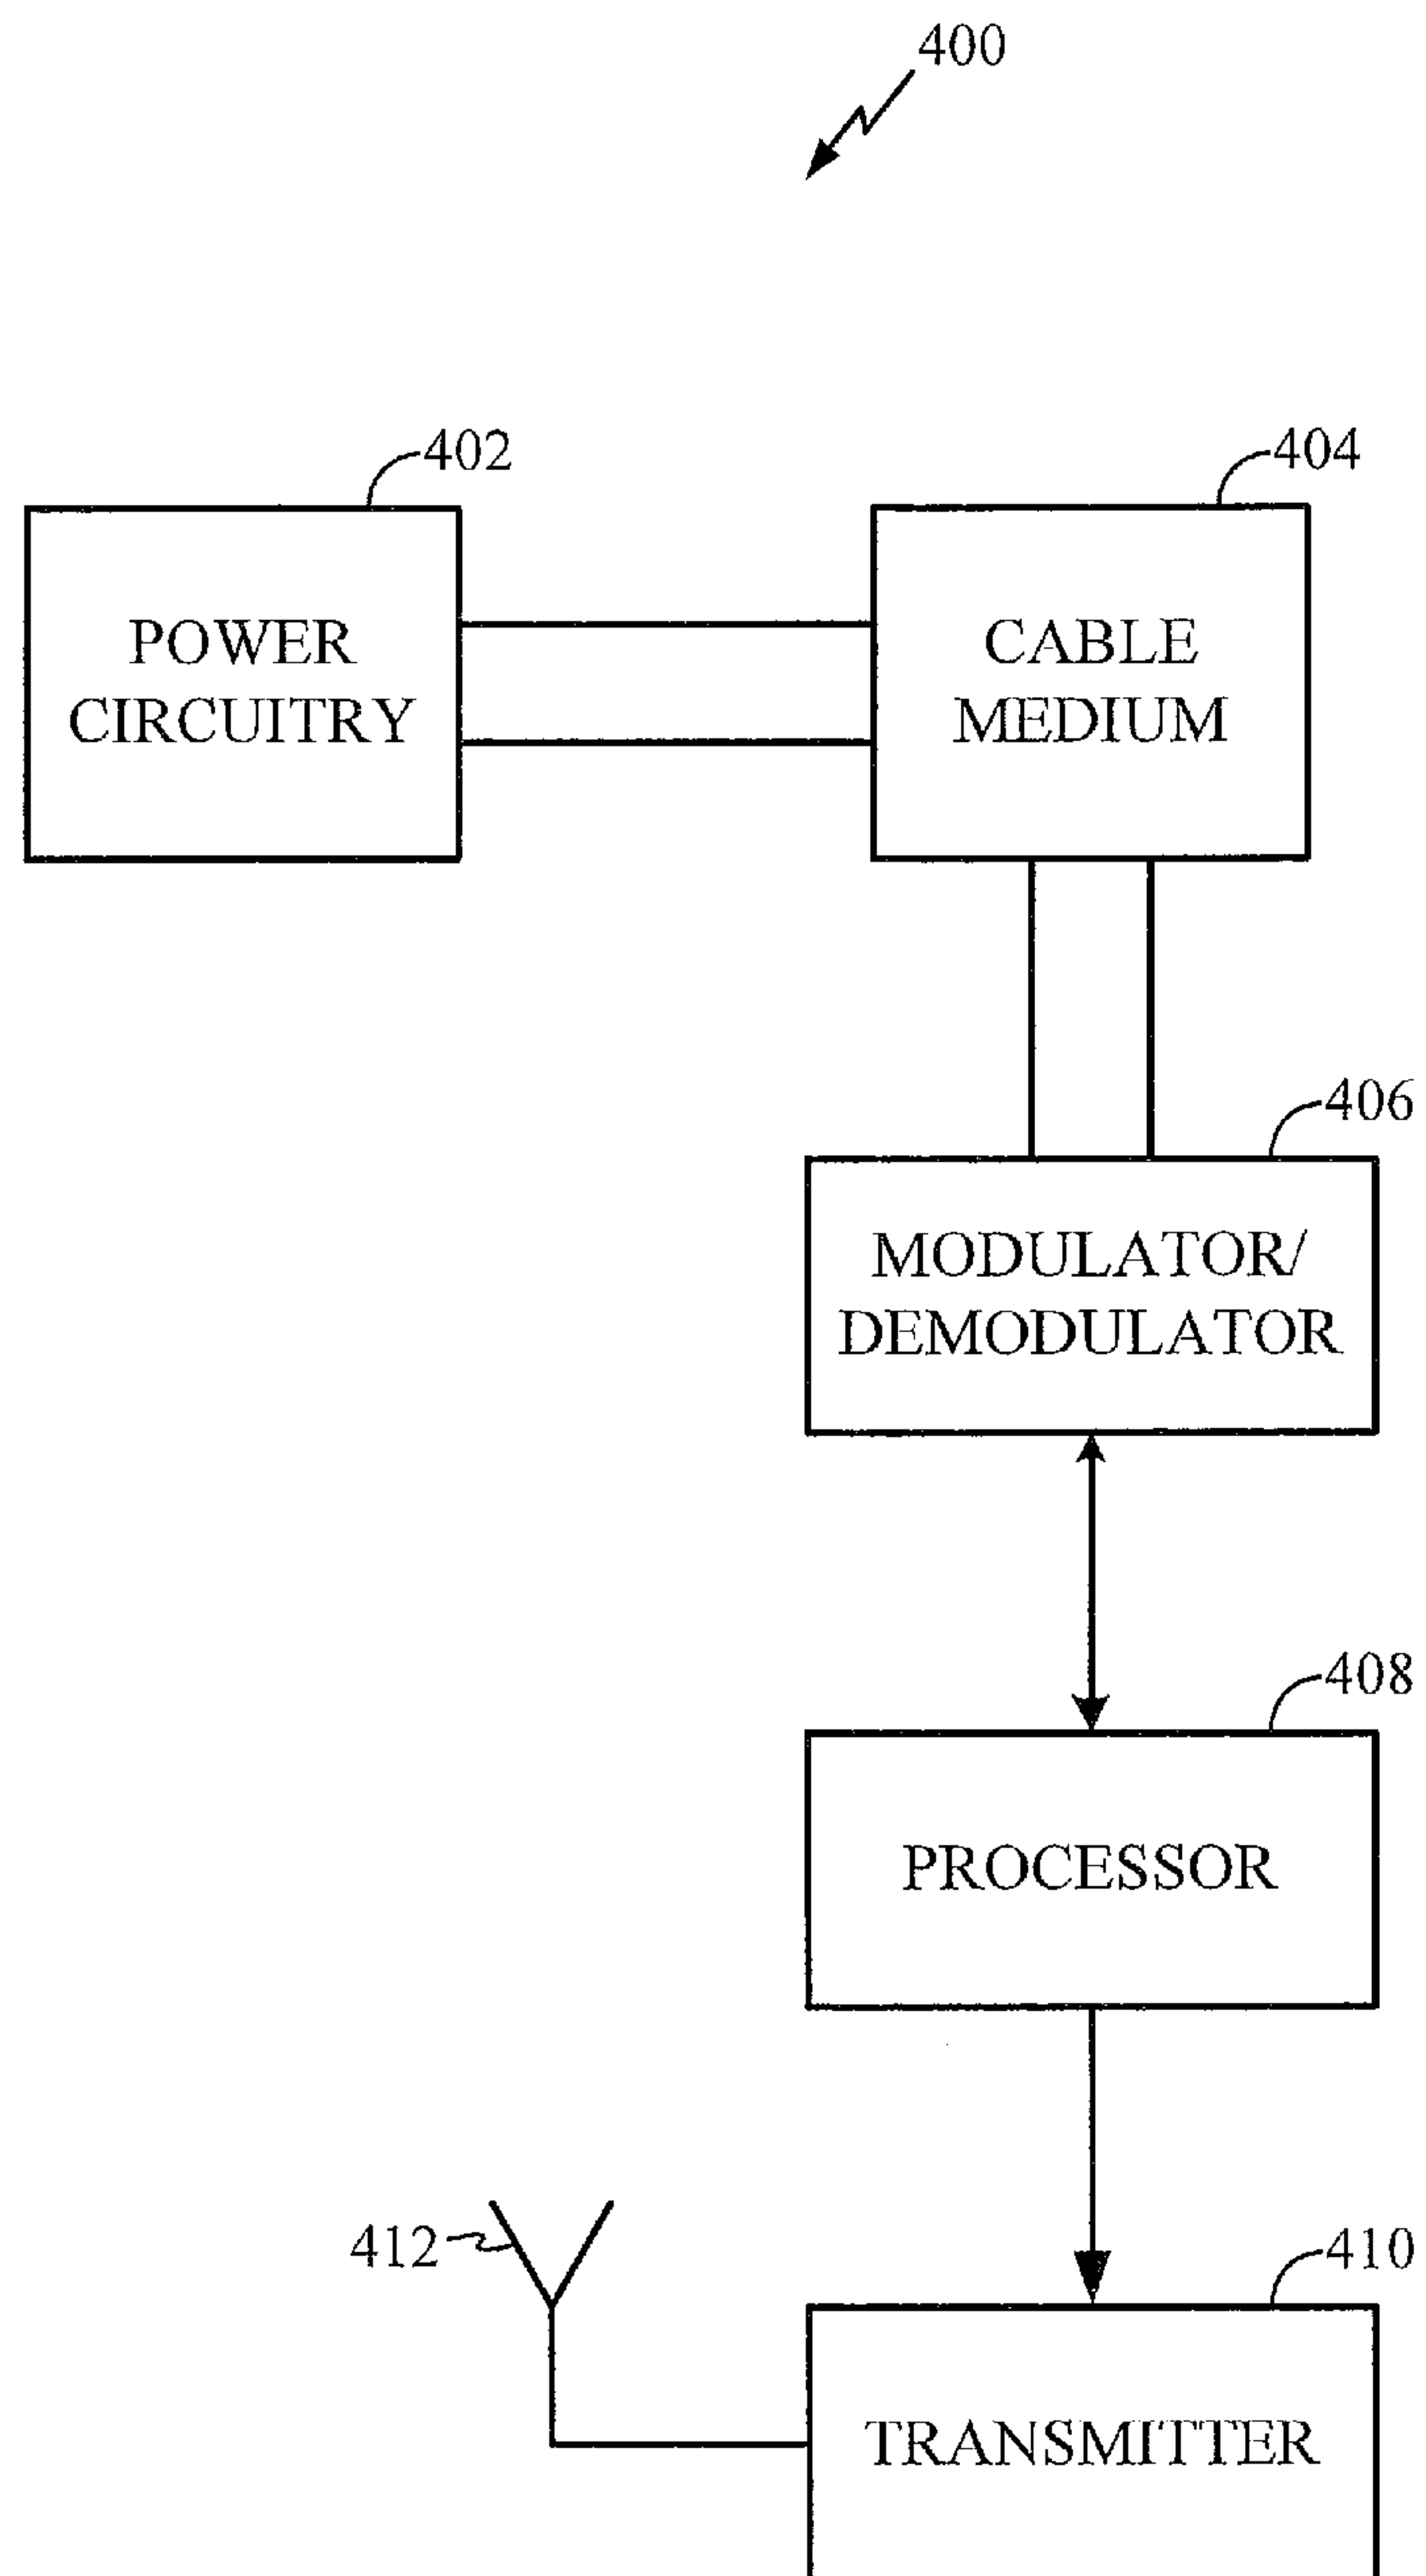 400
402
404
POWER
CIRCUITRY
CABLE
MEDIUM
406
MODULATOR/
DEMODULATOR
408
PROCESSOR
412
410
TRANSMITTER